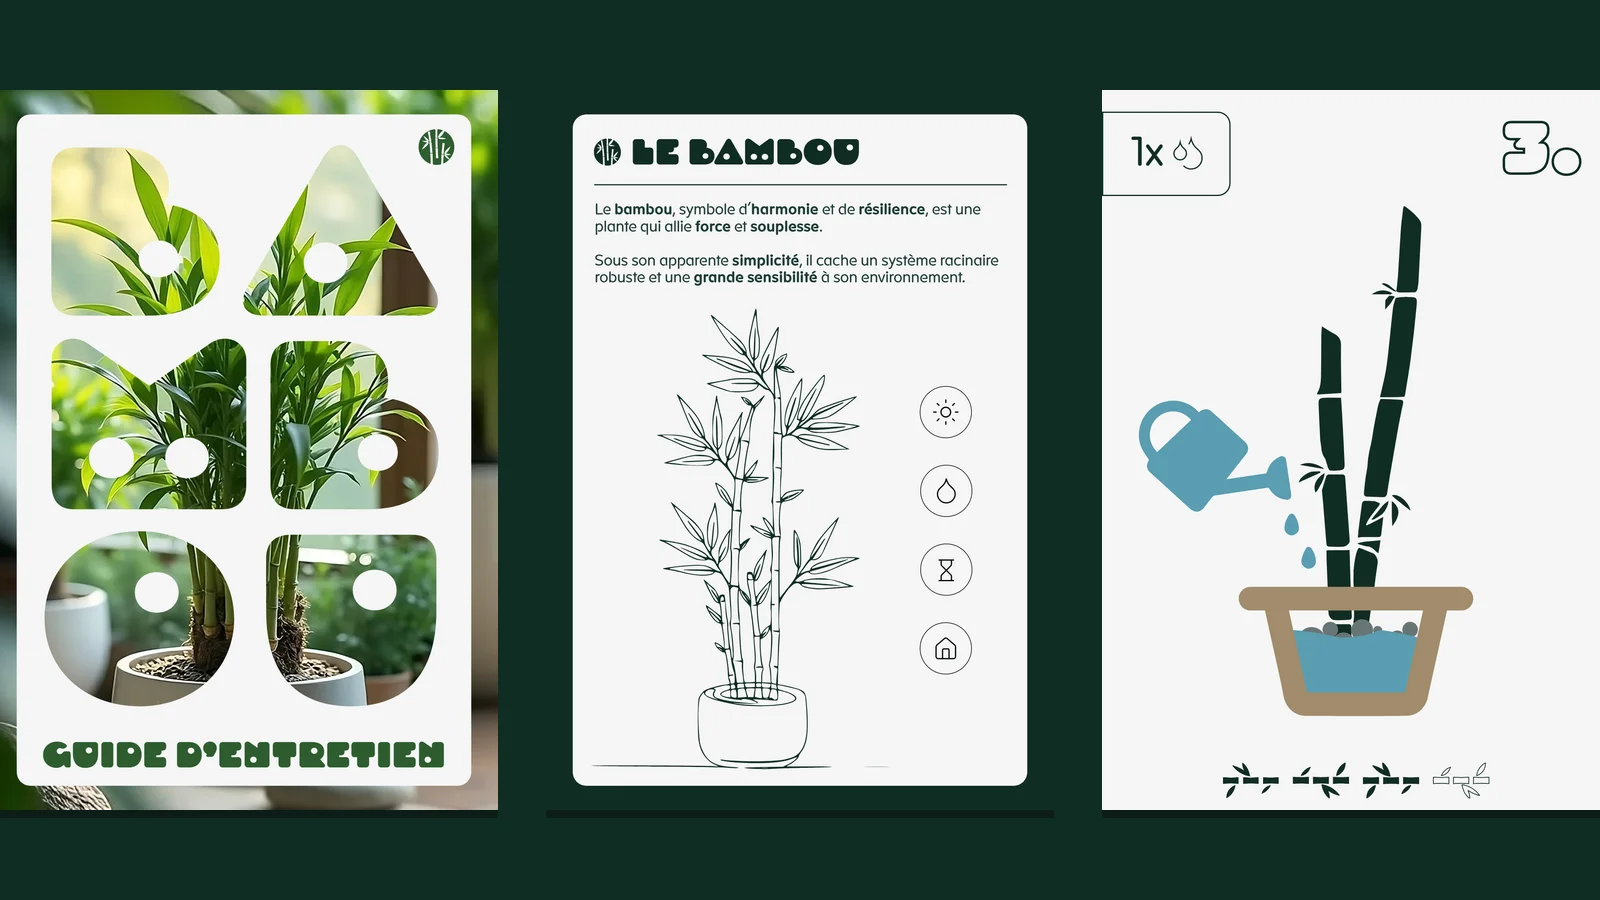 BAMBOU
GUIDE D'ENTRETIEN
LE BAMBOU
Le bambou, symbole d'harmonie et de résilience, est une
plante qui allie force et souplesse.
Sous son apparente simplicité, il cache un système racinaire
robuste et une grande sensibilité à son environnement.
1x
3.